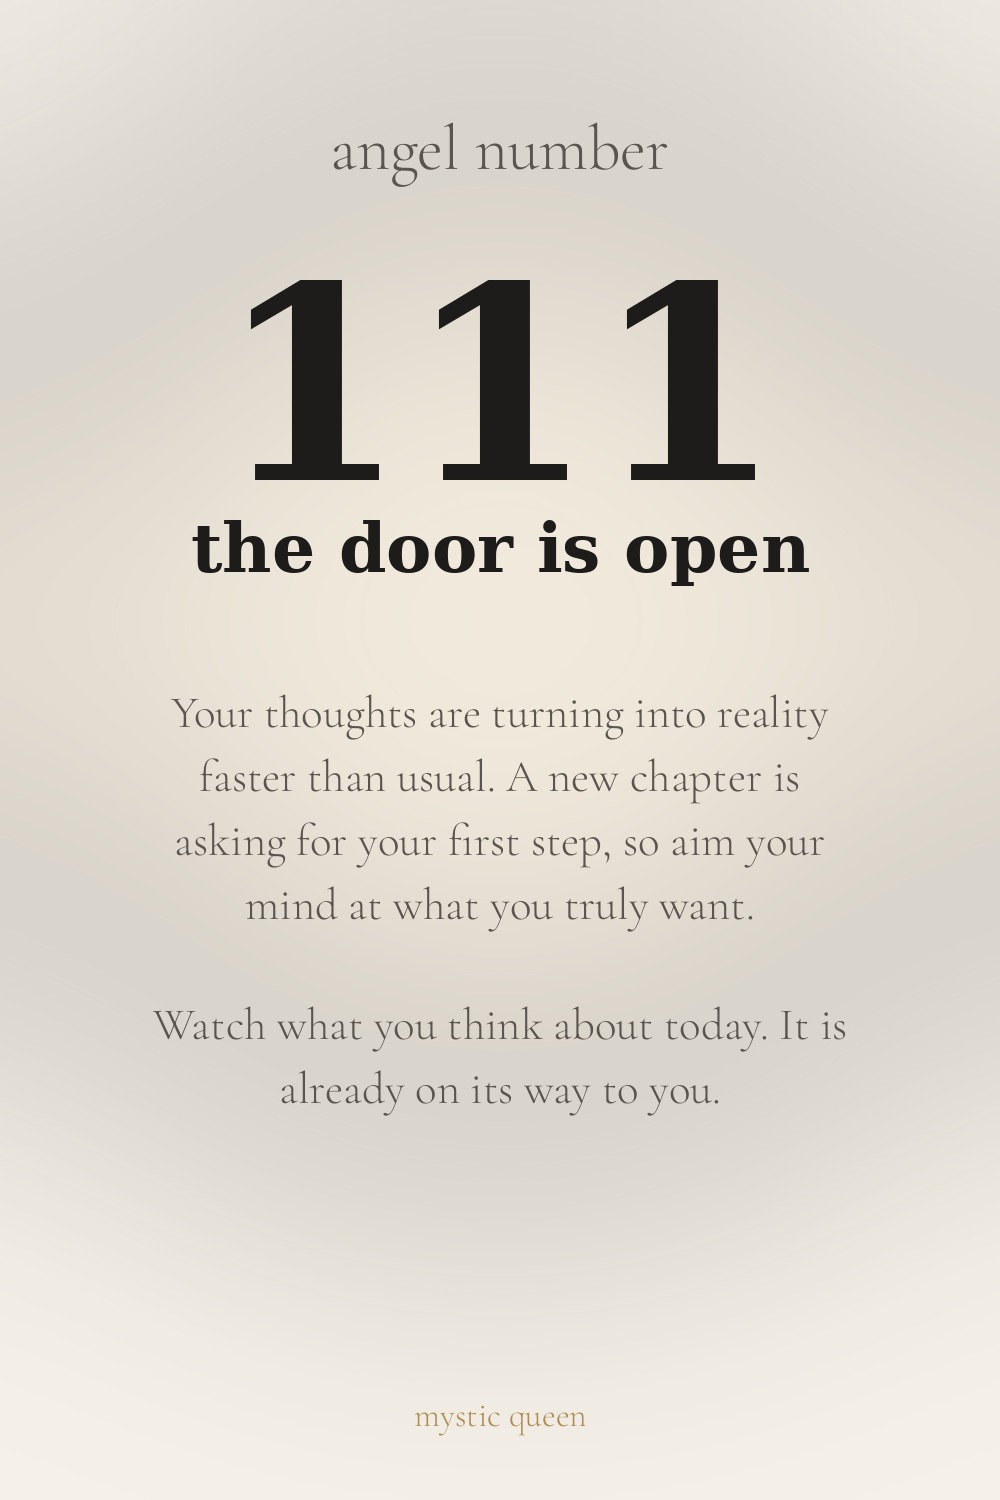 angel number
111
the door is open
Your thoughts are turning into reality
faster than usual. A new chapter is
asking for your first step, so aim your
mind at what you truly want.
Watch what you think about today. It is
already on its way to you.
mystic queen